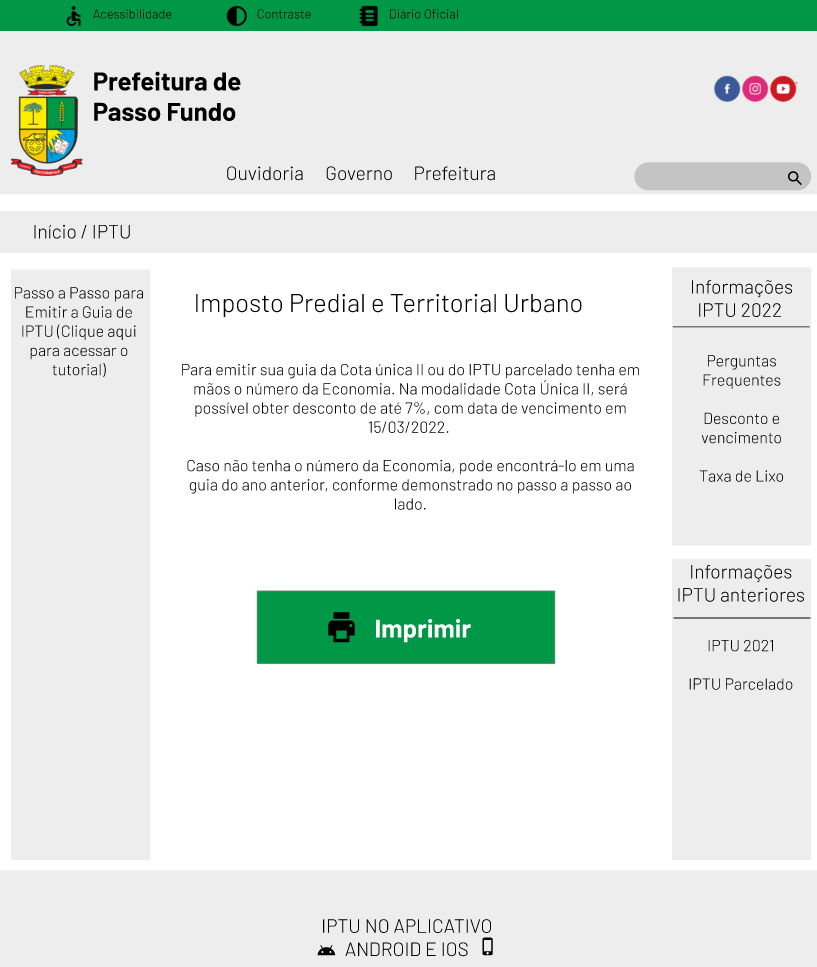 Acessibilidade
Contraste
Diário Oficial
Prefeitura de
Passo Fundo
Ouvidoria
Governo
Prefeitura
Início / IPTU
Passo a Passo para
Emitir a Guia de
IPTU (Clique aqui
para acessar o
tutorial)
Imposto Predial e Territorial Urbano
Para emitir sua guia da Cota única II ou do IPTU parcelado tenha em
mãos o número da Economia. Na modalidade Cota Única II, será
possível obter desconto de até 7%, com data de vencimento em
15/03/2022.
Caso não tenha o número da Economia, pode encontrá-lo em uma
guia do ano anterior, conforme demonstrado no passo a passo ao
lado.
Imprimir
Informações
IPTU 2022
Perguntas
Frequentes
Desconto e
vencimento
Taxa de Lixo
Informações
IPTU anteriores
IPTU 2021
IPTU Parcelado
IPTU NO APLICATIVO
ANDROID E IOS